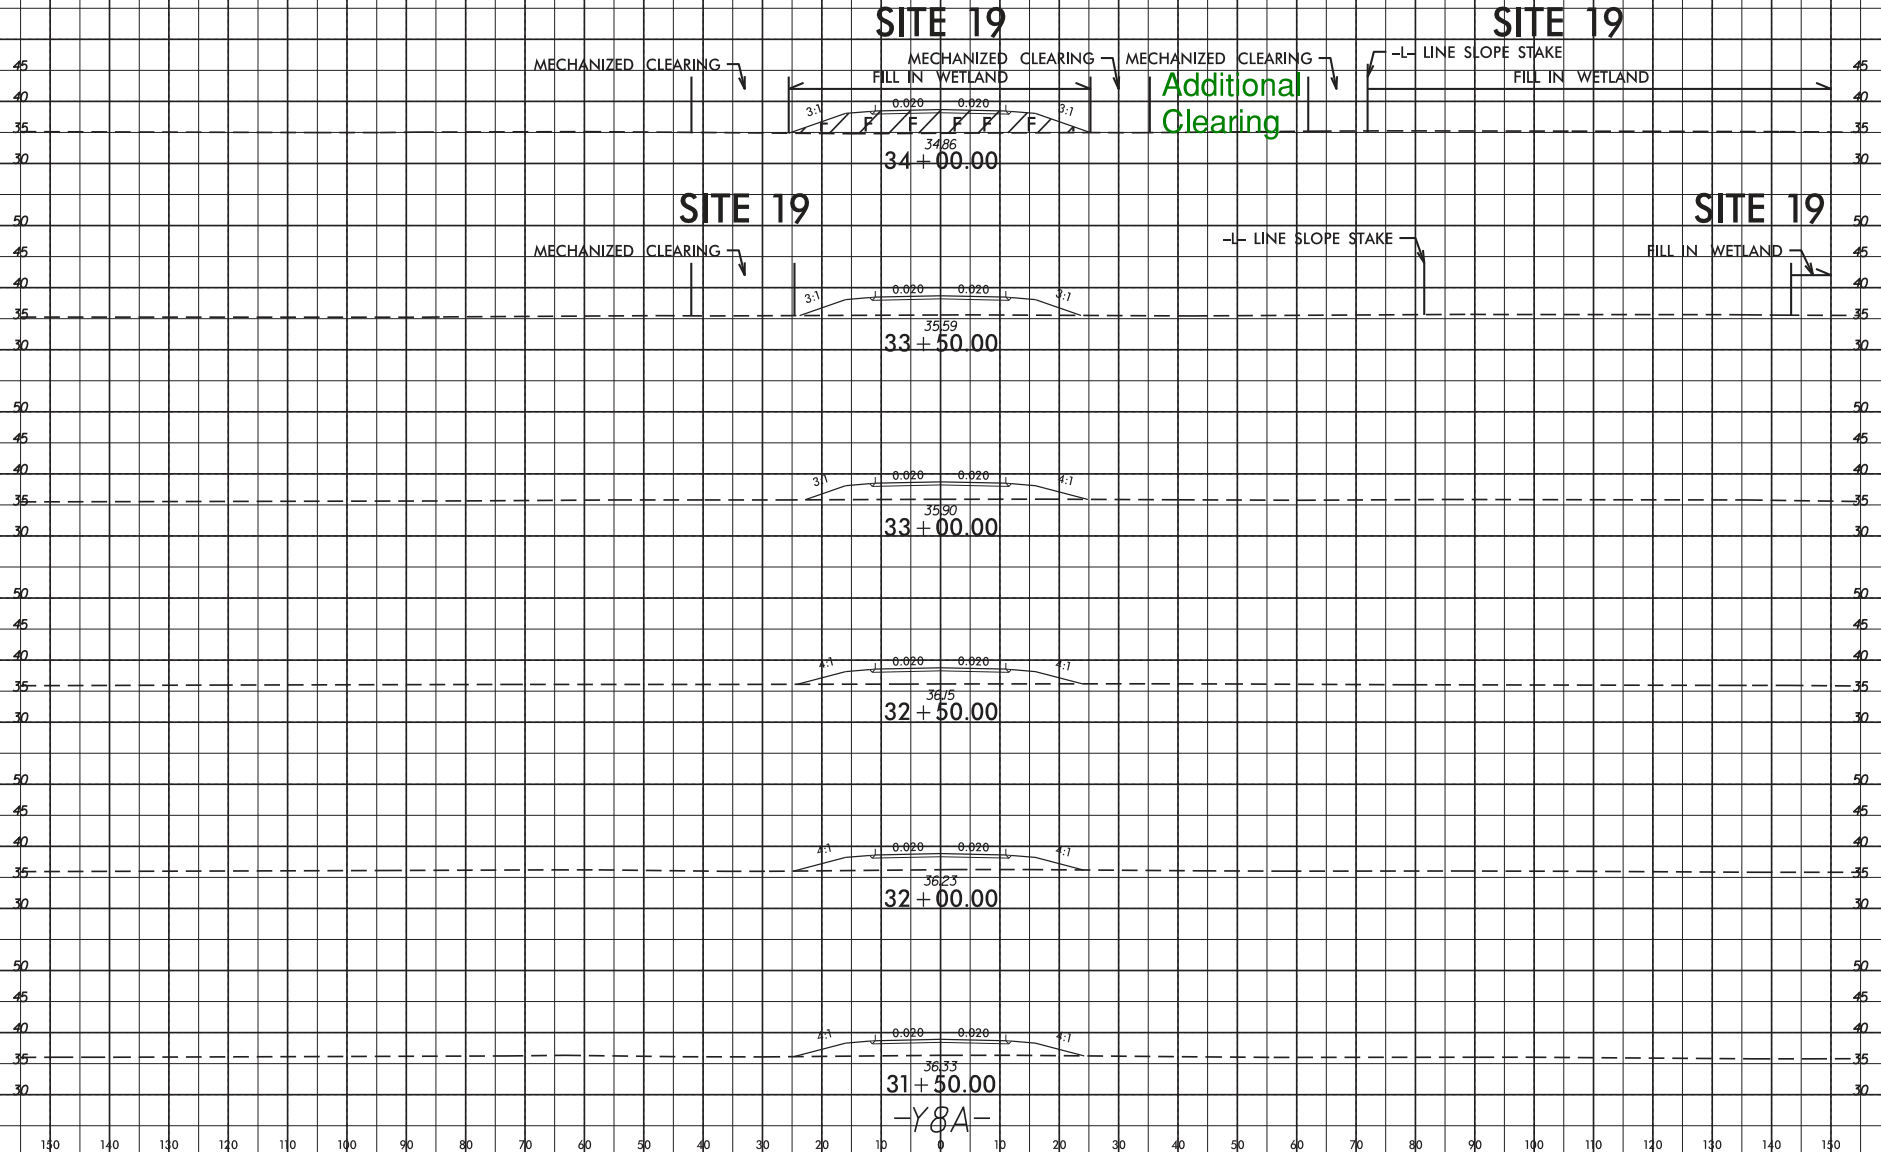 SITE 19 SITE 19
MECHANIZED CLEARING MECHANIZED CLEARING MECHANIZED CLEARING -L- LINE SLOPE STAKE
FILL IN WETLAND FILL IN WETLAND
45 45
Additional
40 3:1 0.020 0.020 3:1 40
Clearing
35 F F F F F F 35
34.86
30 34+00.00 30
SITE 19 SITE 19
50 50
MECHANIZED CLEARING -L- LINE SLOPE STAKE FILL IN WETLAND
45 45
40 3:1 0.020 0.020 3:1 40
35 35
35.59
30 33+50.00 30
50 50
45 45
40 3:1 0.020 0.020 4:1 40
35 35
35.90
30 33+00.00 30
50 50
45 45
40 4:1 0.020 0.020 4:1 40
35 35
36.15
30 32+50.00 30
50 50
45 45
40 4:1 0.020 0.020 4:1 40
35 35
36.23
30 32+00.00 30
50 50
45 45
40 4:1 0.020 0.020 4:1 40
35 35
36.33
30 31+50.00 30
-Y8A-
150 140 130 120 110 100 90 80 70 60 50 40 30 20 10 0 10 20 30 40 50 60 70 80 90 100 110 120 130 140 150